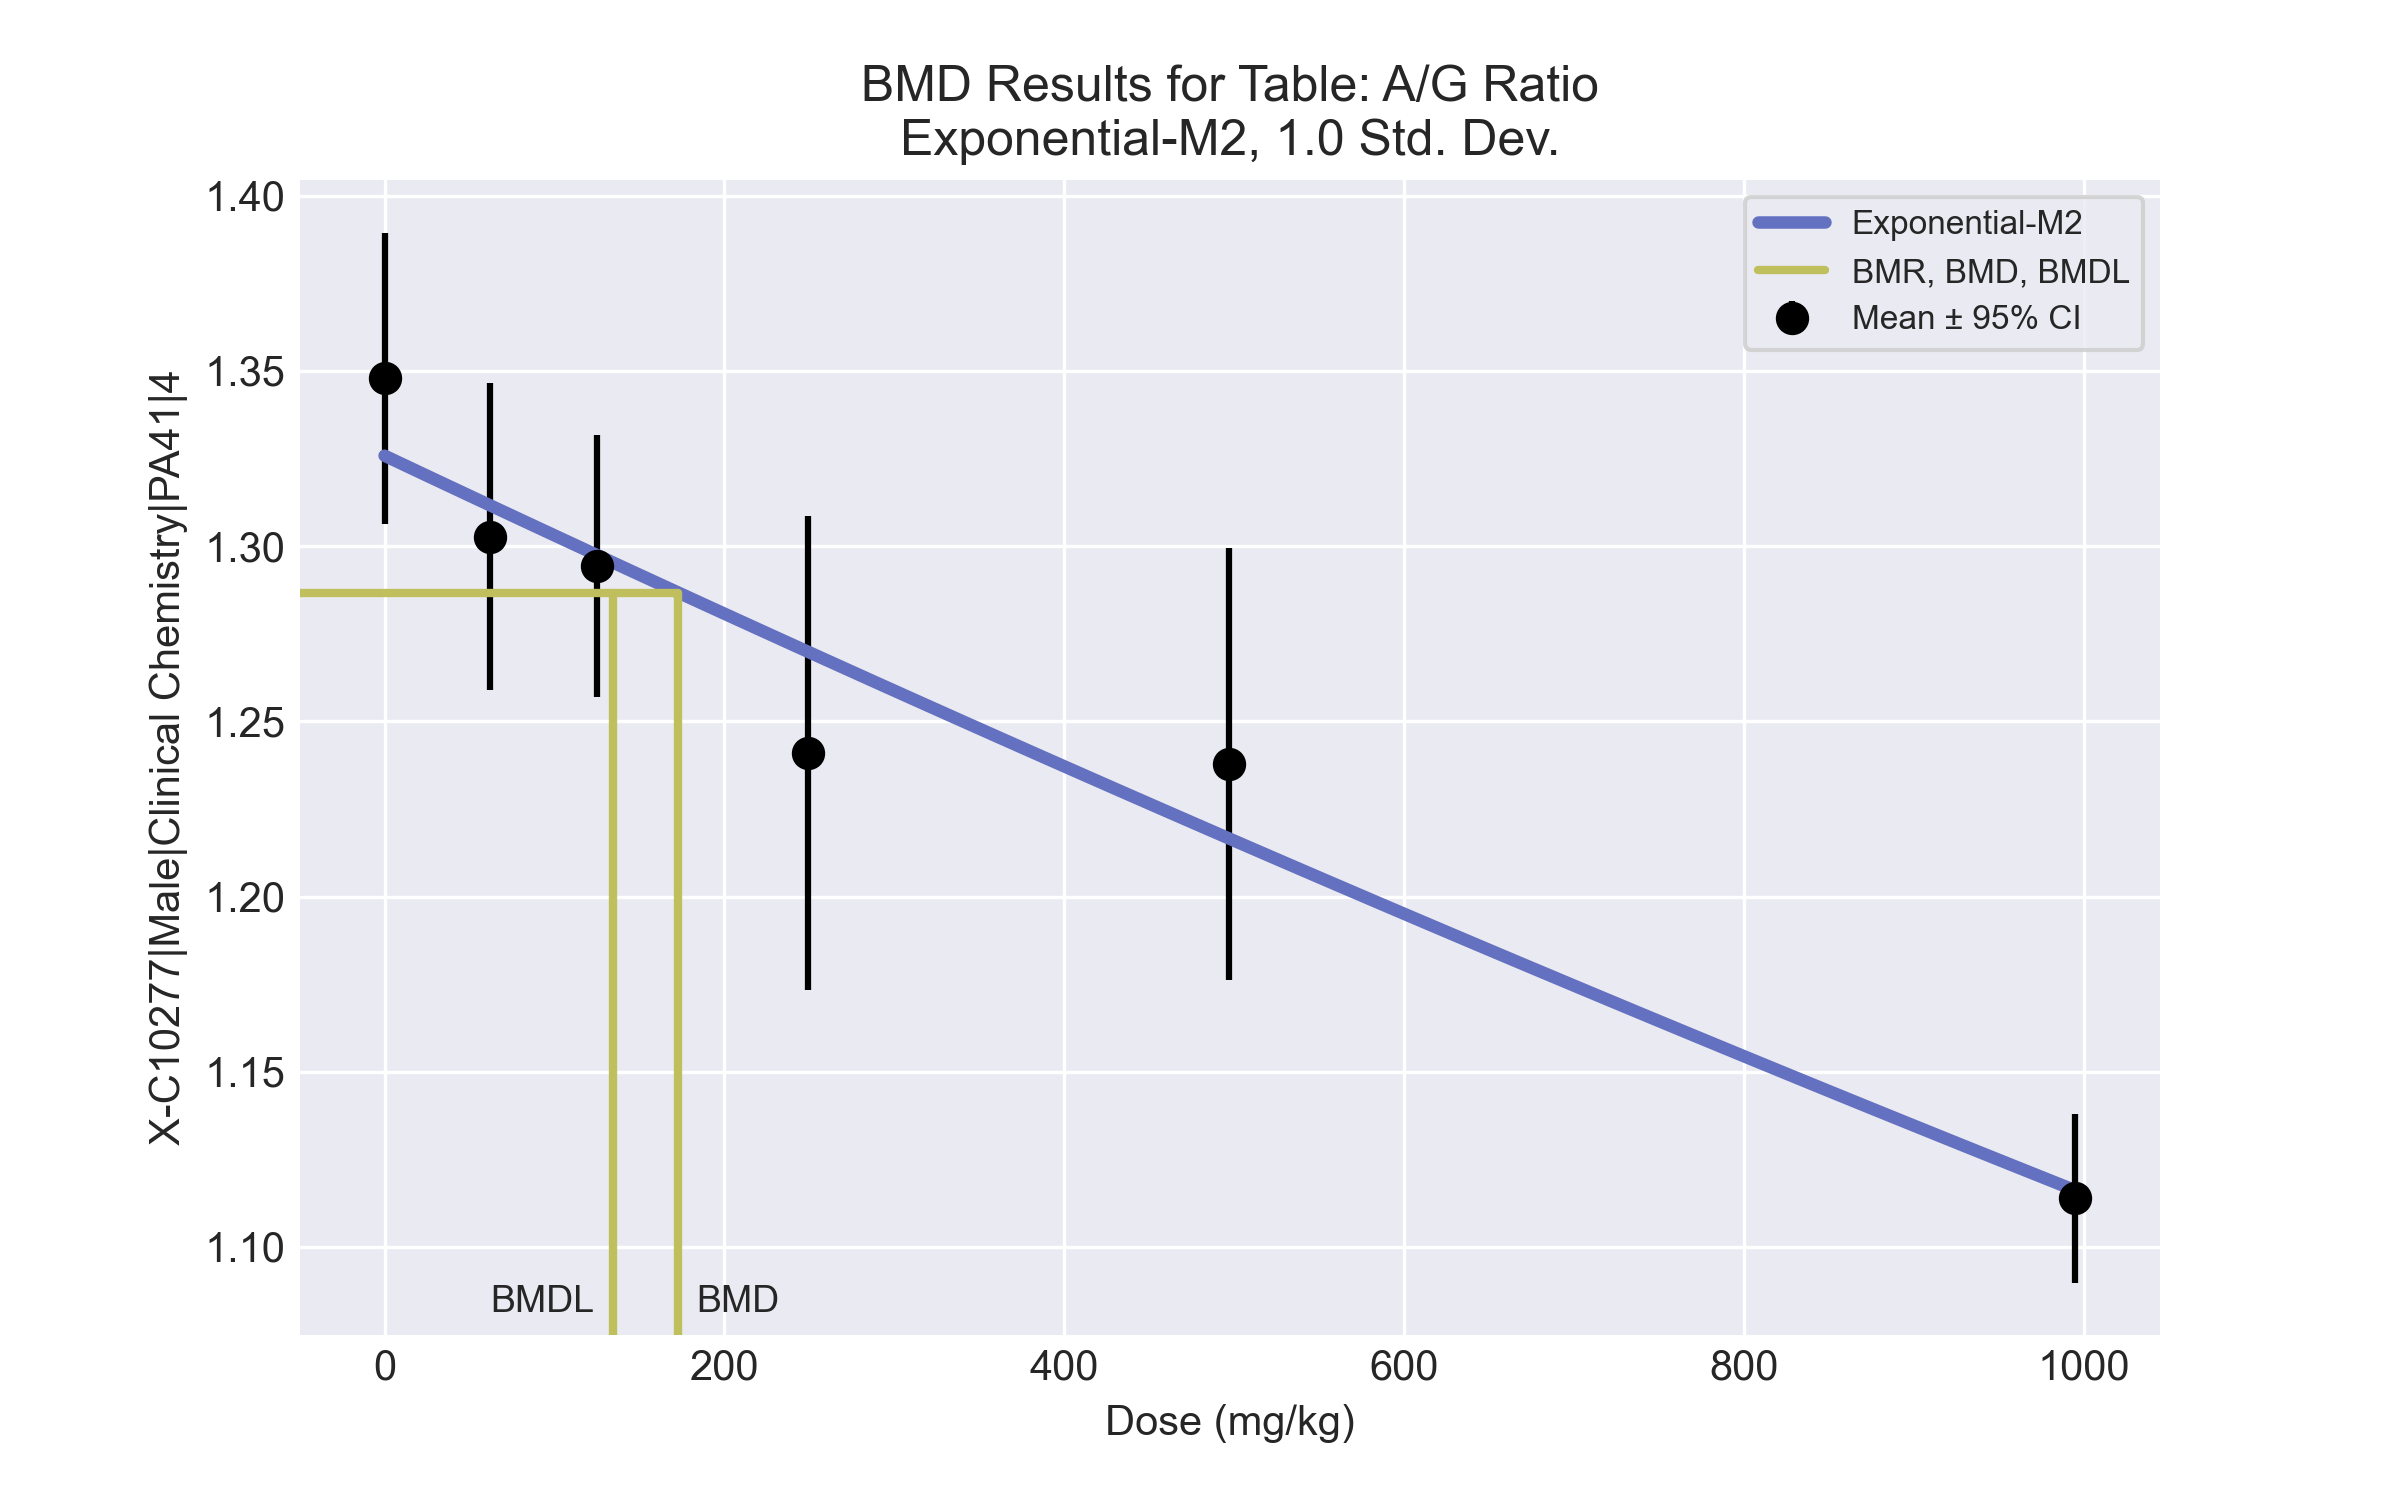 BMD Results for Table: A/G Ratio
Exponential-M2, 1.0 Std. Dev.
Exponential-M2
BMR, BMD, BMDL
Mean ± 95% CI
X-C10277|Male|Clinical Chemistry|PA41|4
1.40
1.35
1.30
1.25
1.20
1.15
1.10
BMDL
BMD
0
200
400
600
800
1000
Dose (mg/kg)